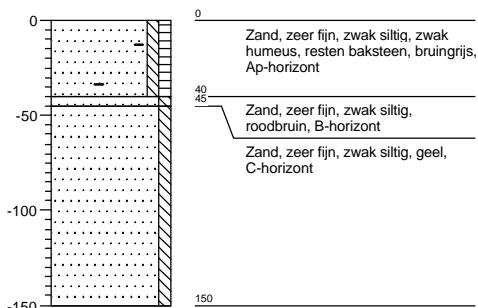 0
0
Zand, zeer fijn, zwak siltig, zwak
humeus, resten baksteen, bruingrijs,
Ap-horizont
40
45
-50
Zand, zeer fijn, zwak siltig,
roodbruin, B-horizont
Zand, zeer fijn, zwak siltig, geel,
C-horizont
-100
-150
150